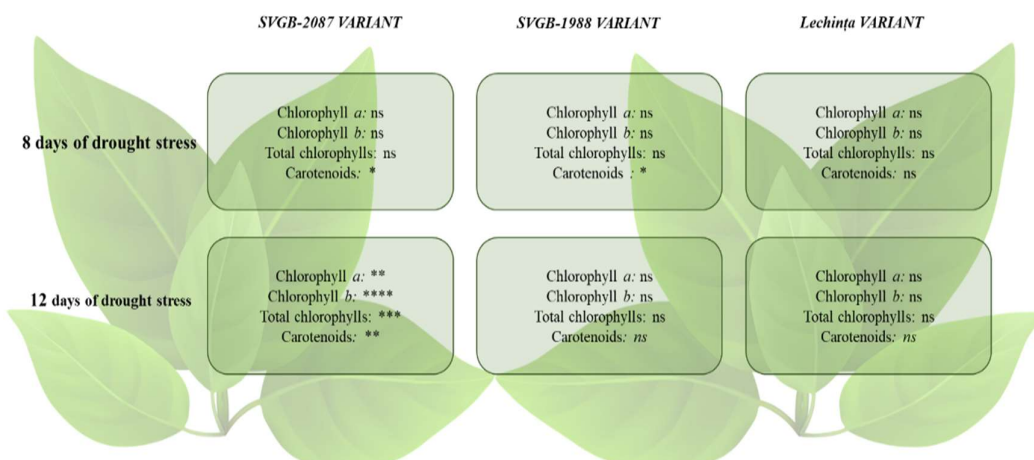 SVGB-2087 VARIANT
SVGB-1988 VARIANT
Lechința VARIANT
8 days of drought stress
Chlorophyll a: ns
Chlorophyll b: ns
Total chlorophylls: ns
Carotenoids: *
Chlorophyll a: ns
Chlorophyll b: ns
Total chlorophylls: ns
Carotenoids : *
Chlorophyll a: ns
Chlorophyll b: ns
Total chlorophylls: ns
Carotenoids: ns
12 days of drought stress
Chlorophyll a: **
Chlorophyll b: ****
Total chlorophylls: ***
Carotenoids: **
Chlorophyll a: ns
Chlorophyll b: ns
Total chlorophylls: ns
Carotenoids: ns
Chlorophyll a: ns
Chlorophyll b: ns
Total chlorophylls: ns
Carotenoids: ns